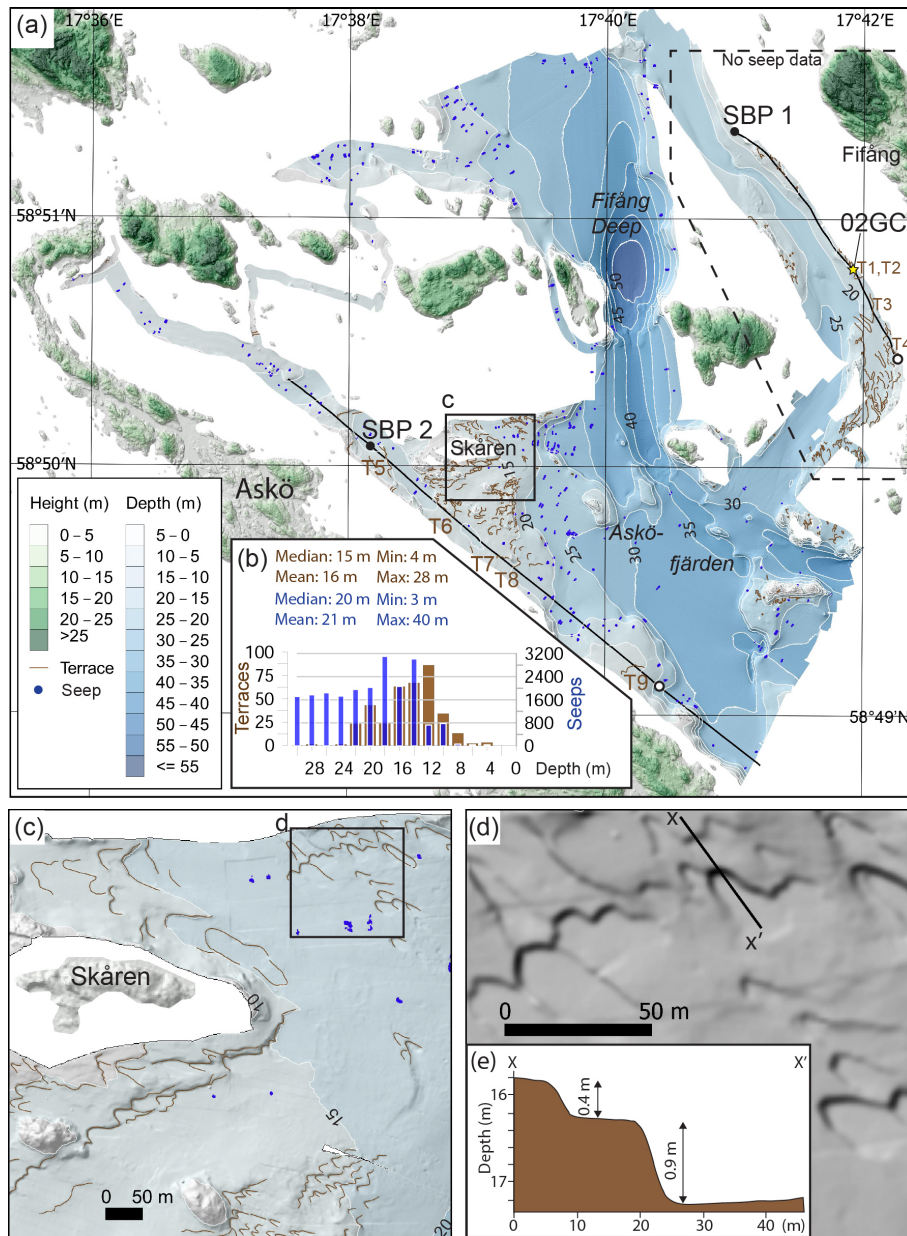 (a)
17°36'E
17°38'E
17°40'E
17°42'E
No seep data
SBP 1
Fifång
Fifång
Deep
58°51'N
02GC
T1,T2
20
T3
25
50
45
T4
40
c
SBP 2
Skåren
15
T5
58°50'N
Askö
30
20
Askö-
35
T6
25
30
fjärden
T7
T8
T9
58°49'N
Height (m)
0 – 5
5 – 10
10 – 15
15 – 20
20 – 25
>25
Terrace
Seep
Depth (m)
5 – 0
10 – 5
15 – 10
20 – 15
25 – 20
30 – 25
35 – 30
40 – 35
45 – 40
50 – 45
55 – 50
<= 55
(b)
Median: 15 m Min: 4 m
Mean: 16 m Max: 28 m
Median: 20 m Min: 3 m
Mean: 21 m Max: 40 m
Terraces
100
75
50
25
0
3200
2400
1600
800
0
Seeps
28 24 20 16 12 8 4 0 Depth (m)
(c)
d
Skåren
10
15
20
0 50 m
(d)
x
x'
0 50 m
(e)
X X'
Depth (m)
16
17
0.4 m
0.9 m
0 10 20 30 40 (m)